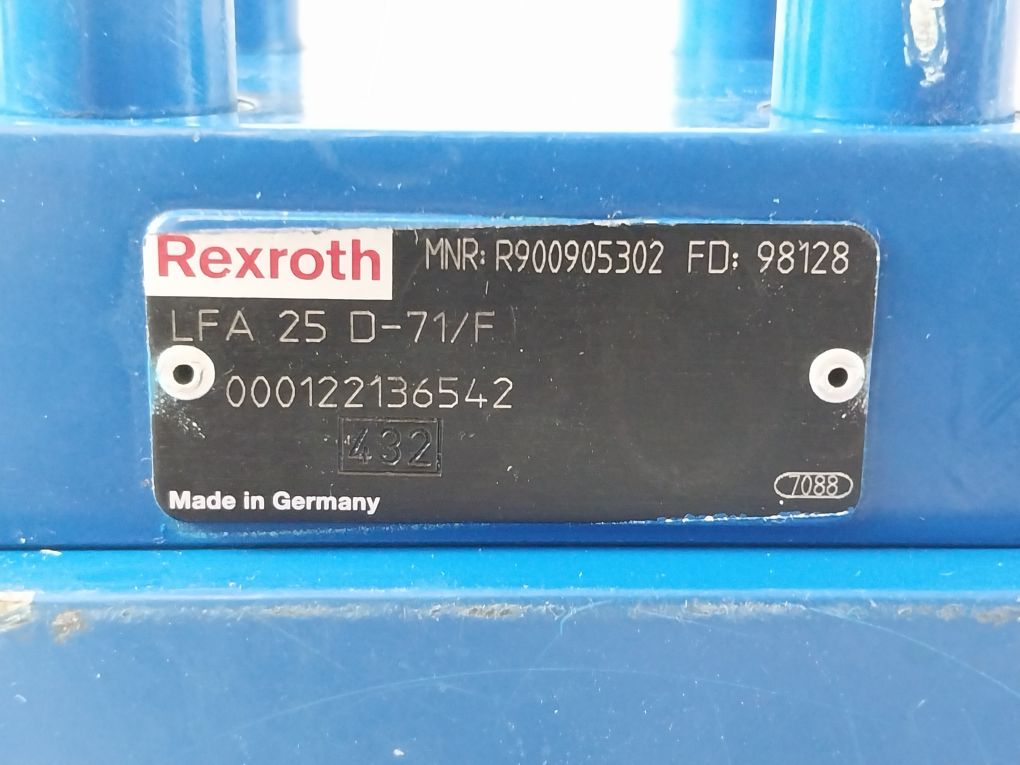 Rexroth MNR: R900905302 FD: 98128
LFA 25 D-71/F
000122136542
432
Made in Germany
7088